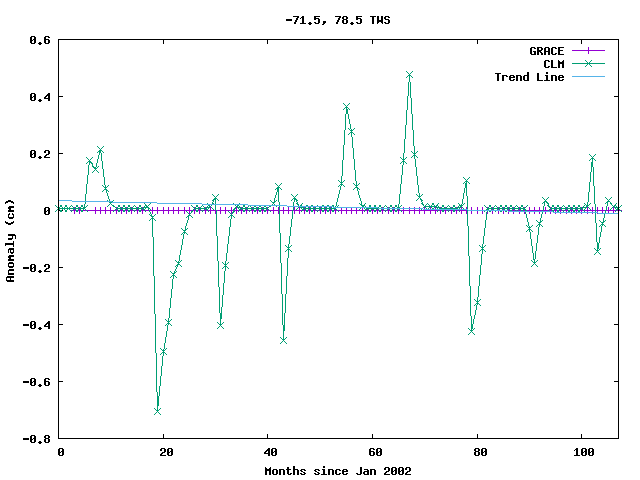 -71.5, 78.5 TWS
GRACE
CLM
Trend Line
0.6
0.4
0.2
0
-0.2
-0.4
-0.6
-0.8
Anomaly (cm)
0 20 40 60 80 100
Months since Jan 2002